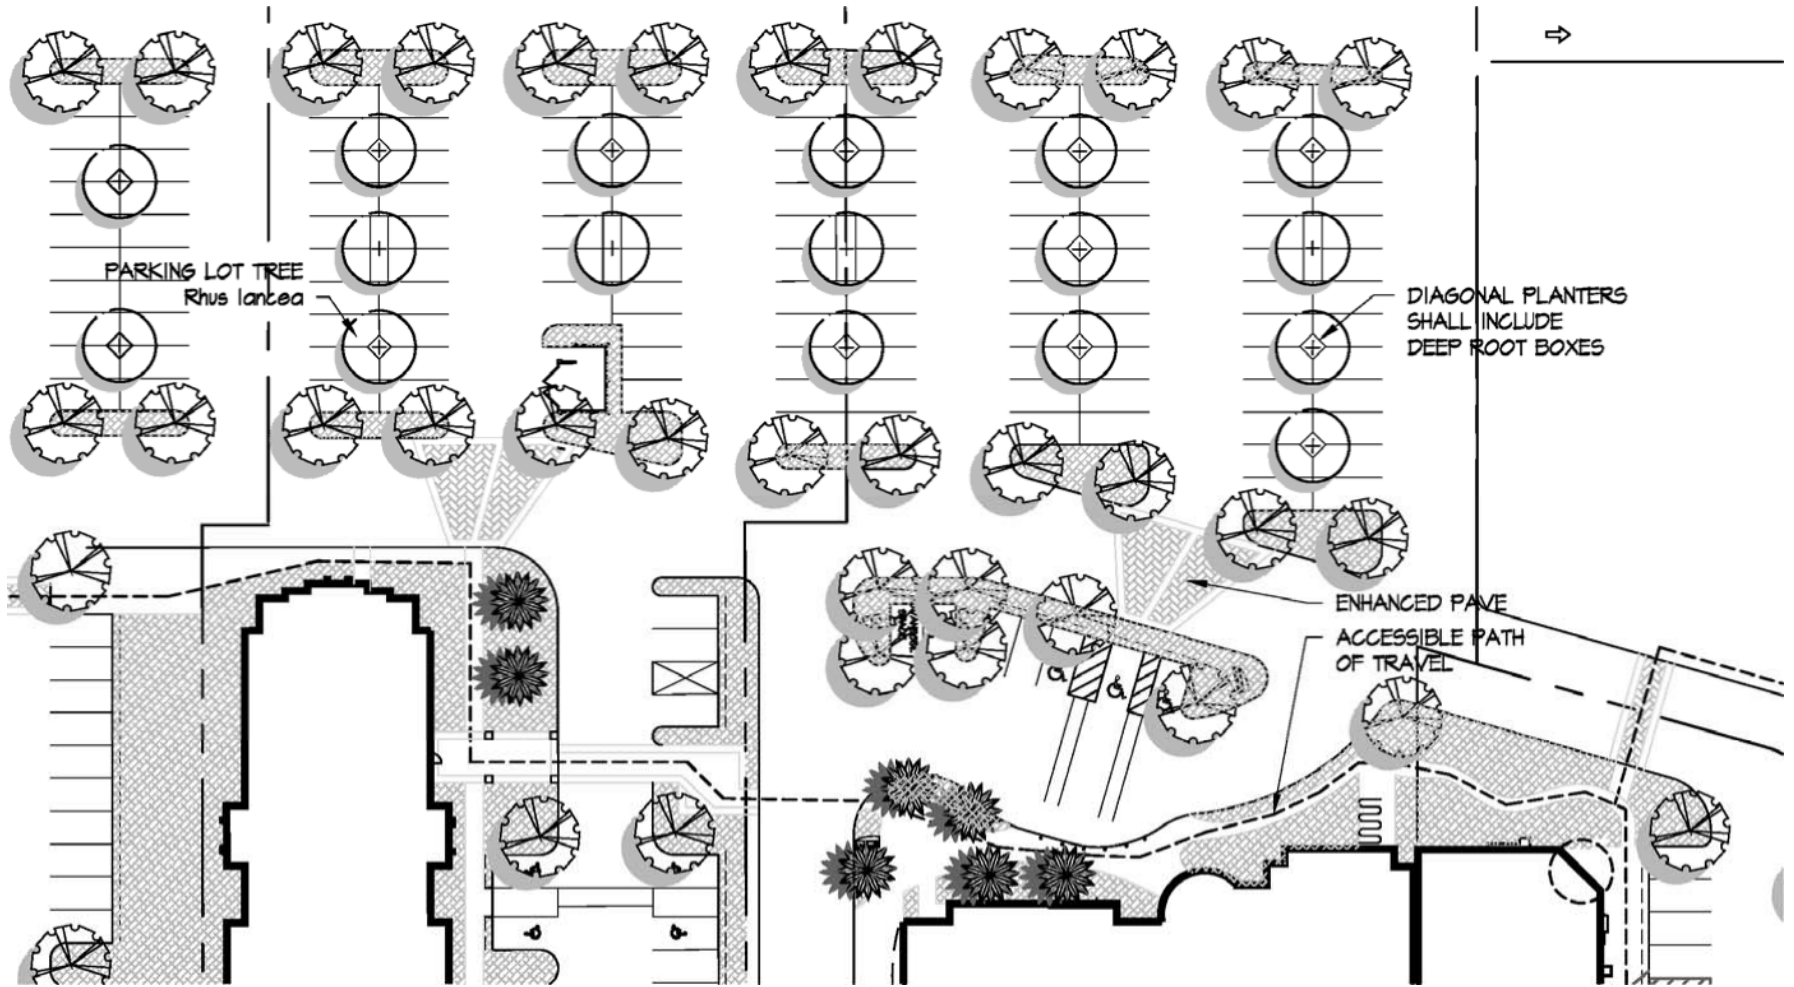 PARKING LOT TREE
Rhus lancea
DIAGONAL PLANTERS
SHALL INCLUDE
DEEP ROOT BOXES
ENHANCED PAVE
ACCESSIBLE PATH
OF TRAVEL